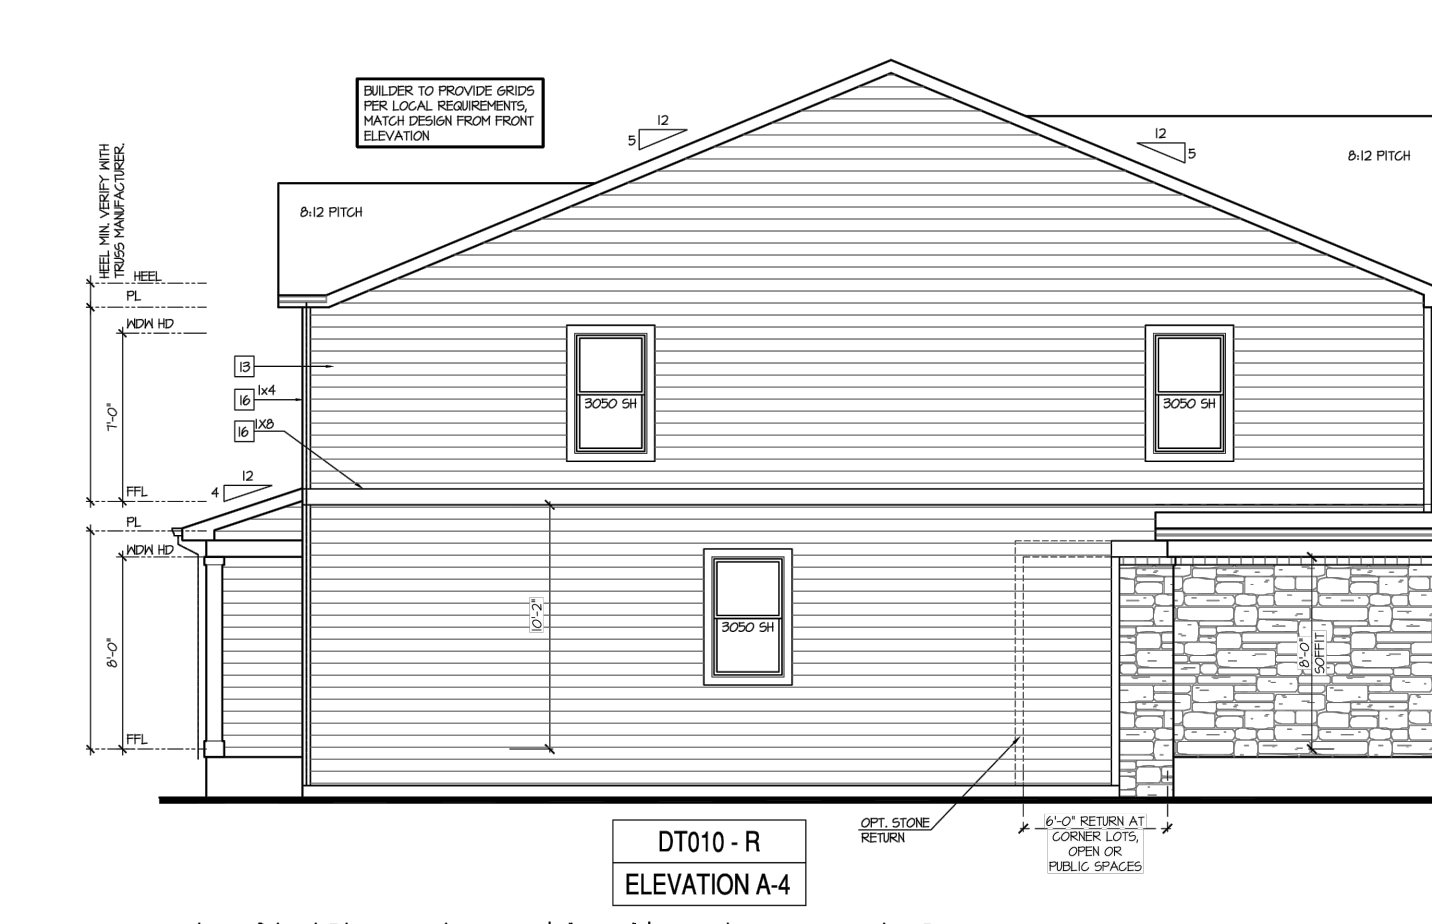 BUILDER TO PROVIDE GRIDS
PER LOCAL REQUIREMENTS,
MATCH DESIGN FROM FRONT
ELEVATION
12
5
12
5
8:12 PITCH
8:12 PITCH
HEEL MIN. VERIFY WITH
TRUSS MANUFACTURER.
HEEL
PL
WDW HD
13
16
1x4
16
1X8
3050 SH
3050 SH
7'-0"
12
4
FFL
PL
WDW HD
10'-2"
3050 SH
8'-0"
8'-0"
SOFFIT
FFL
OPT. STONE
RETURN
6'-0" RETURN AT
CORNER LOTS,
OPEN OR
PUBLIC SPACES
DT010 - R
ELEVATION A-4